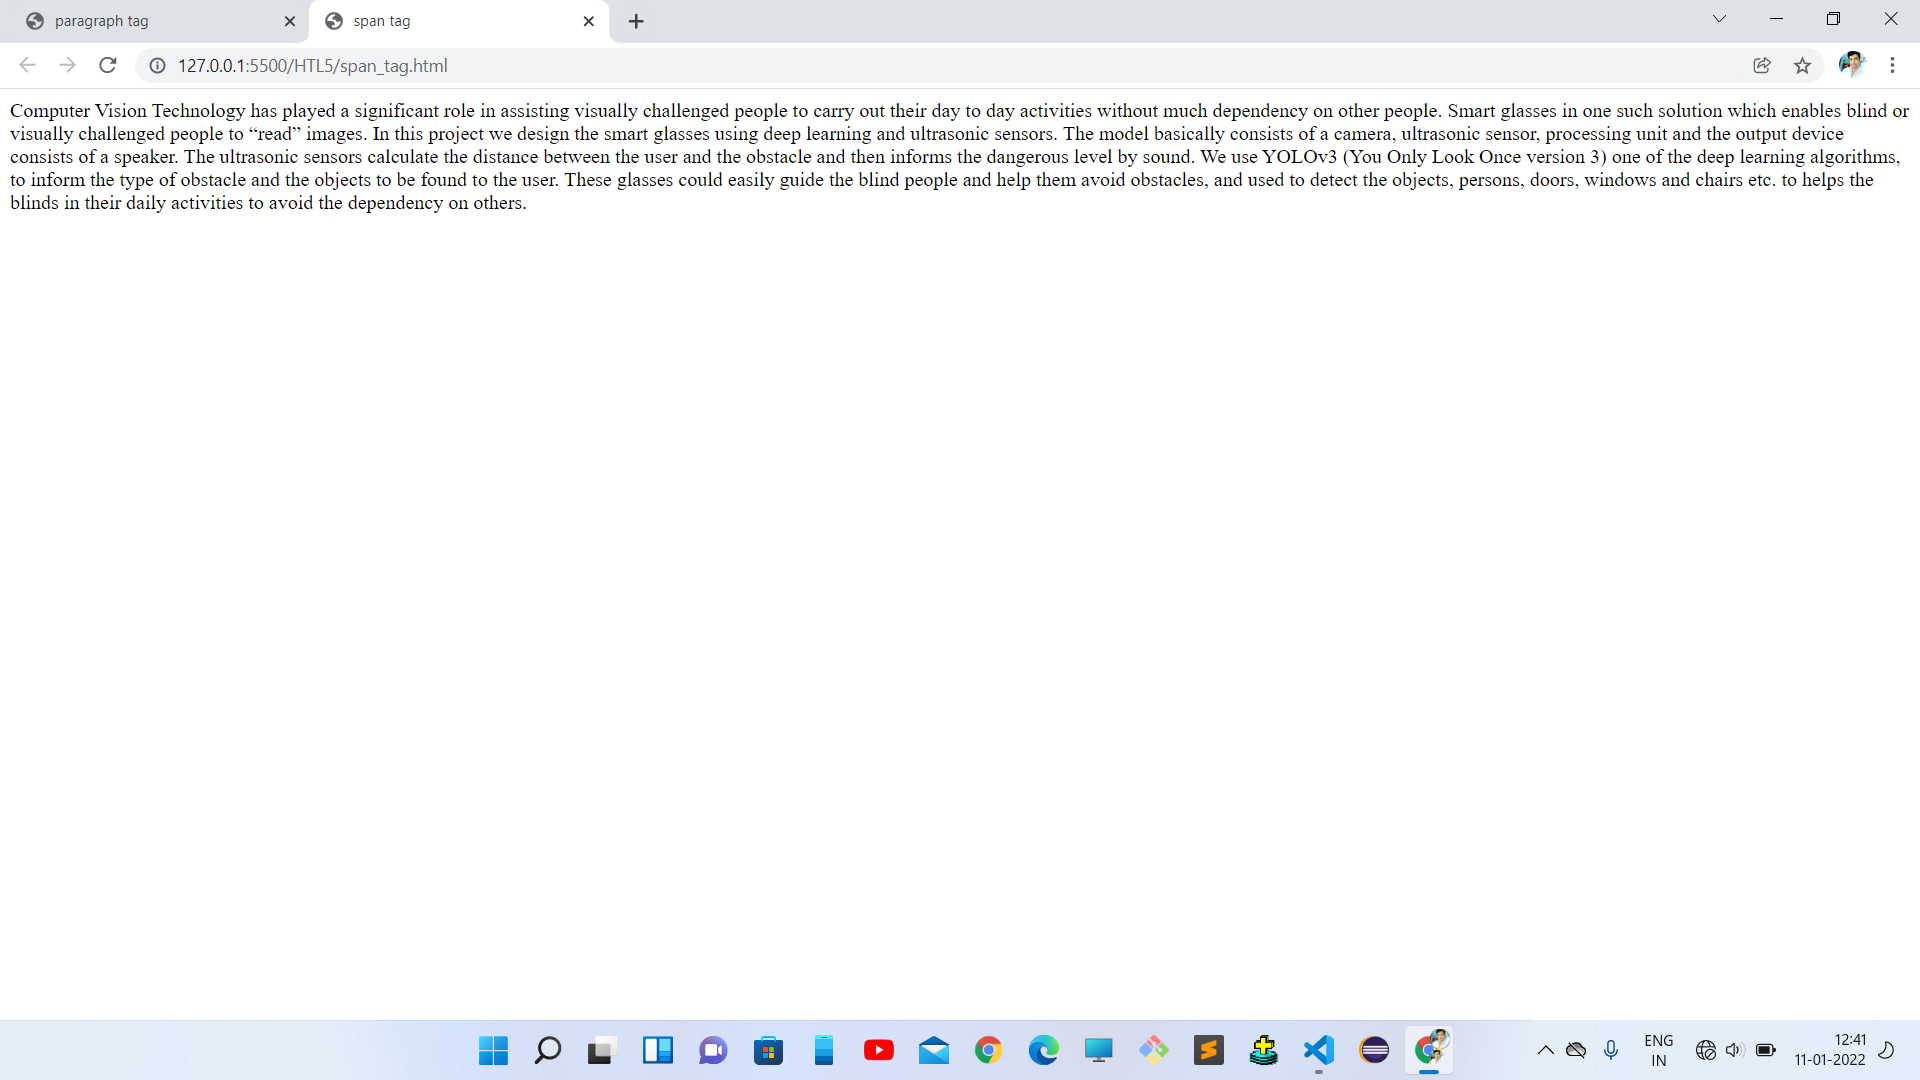 paragraph tag
span tag
127.0.0.1:5500/HTL5/span_tag.html
Computer Vision Technology has played a significant role in assisting visually challenged people to carry out their day to day activities without much dependency on other people. Smart glasses in one such solution which enables blind or
visually challenged people to “read” images. In this project we design the smart glasses using deep learning and ultrasonic sensors. The model basically consists of a camera, ultrasonic sensor, processing unit and the output device
consists of a speaker. The ultrasonic sensors calculate the distance between the user and the obstacle and then informs the dangerous level by sound. We use YOLOv3 (You Only Look Once version 3) one of the deep learning algorithms,
to inform the type of obstacle and the objects to be found to the user. These glasses could easily guide the blind people and help them avoid obstacles, and used to detect the objects, persons, doors, windows and chairs etc. to helps the
blinds in their daily activities to avoid the dependency on others.
ENG
IN
12:41
11-01-2022